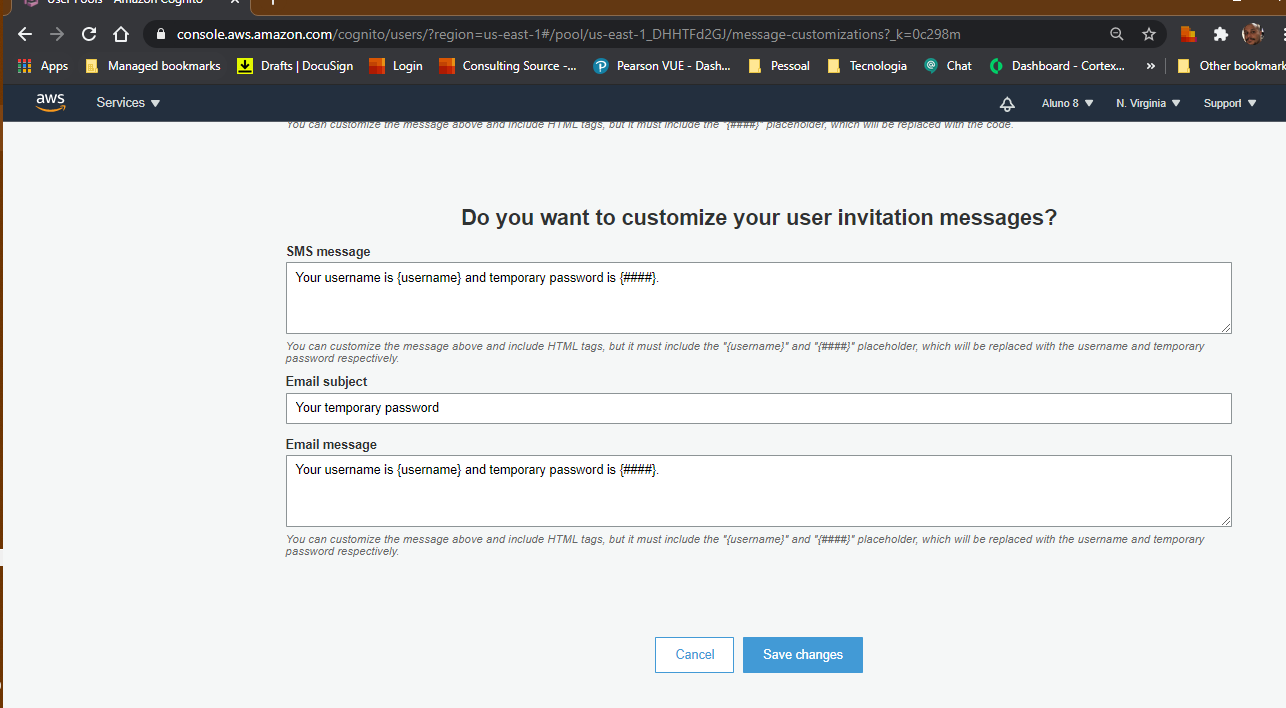 User Pools - Amazon Cognito
console.aws.amazon.com/cognito/users/?region=us-east-1#/pool/us-east-1_DHHTFd2GJ/message-customizations?_k=0c298m
Apps Managed bookmarks Drafts | DocuSign Login Consulting Source -... Pearson VUE - Dash... Pessoal Tecnologia Chat Dashboard - Cortex... » Other bookmark
aws Services Aluno 8 N. Virginia Support
You can customize the message above and include HTML tags, but it must include the "{####}" placeholder, which will be replaced with the code.
Do you want to customize your user invitation messages?
SMS message
Your username is {username} and temporary password is {####}.
You can customize the message above and include HTML tags, but it must include the "{username}" and "{####}" placeholder, which will be replaced with the username and temporary
password respectively.
Email subject
Your temporary password
Email message
Your username is {username} and temporary password is {####}.
You can customize the message above and include HTML tags, but it must include the "{username}" and "{####}" placeholder, which will be replaced with the username and temporary
password respectively.
Cancel Save changes